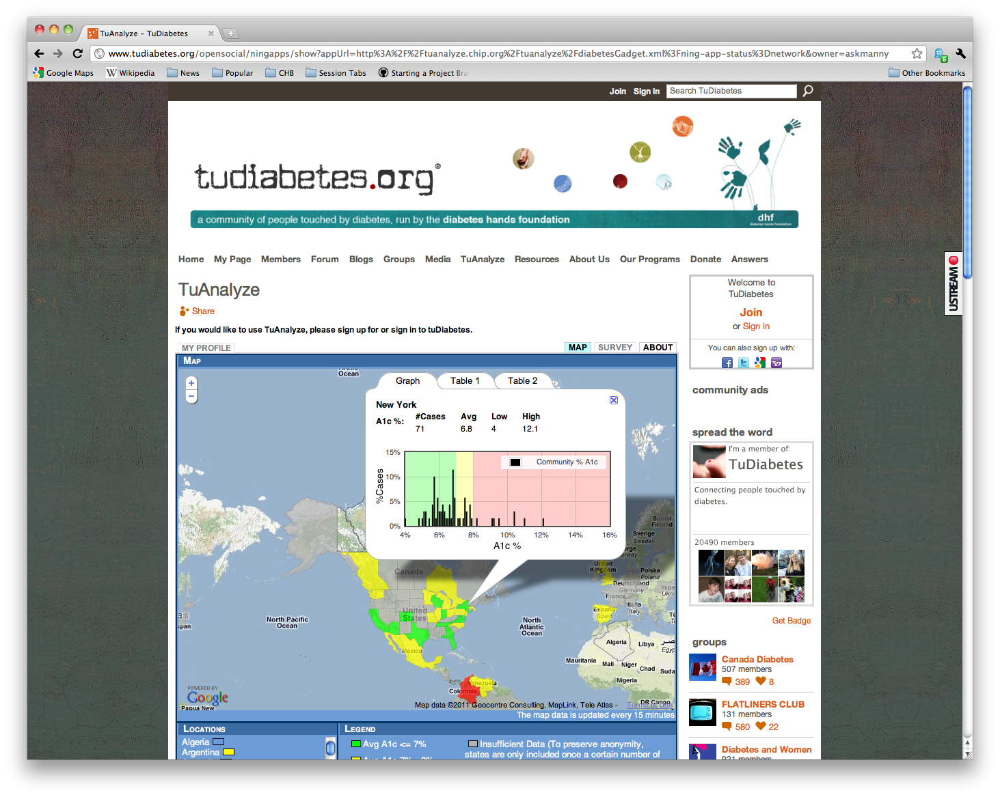 TuAnalyze – TuDiabetes
www.tudiabetes.org/opensocial/ningapps/show?appUrl=http%3A%2F%2Ftuanalyze.chip.org%2Ftuanalyze%2FdiabetesGadget.xml%3Fning-app-status%3Dnetwork&owner=askmanny
5
Google Maps Wikipedia News Popular CHB Session Tabs Starting a Project Bra Other Bookmarks
Join Sign In Search TuDiabetes
tudiabetes.org®
a community of people touched by diabetes, run by the diabetes hands foundation
dhf
diabetes hands foundation
Home My Page Members Forum Blogs Groups Media TuAnalyze Resources About Us Our Programs Donate Answers
TuAnalyze
Share
If you would like to use TuAnalyze, please sign up for or sign in to tuDiabetes.
MY PROFILE MAP SURVEY ABOUT
MAP
Ocean
Graph Table 1 Table 2
New York
A1c %: #Cases Avg Low High
71 6.8 4 12.1
Community % A1c
15%
10%
5%
0%
%Cases
4% 6% 8% 10% 12% 14% 16%
A1c %
Canada
United
States
México
North Pacific
Ocean
North
Atlantic
Ocean
Suomi
Finland
Sverige
Sweden
United
Kingdom
Polska
Poland
Deutschland
Germany
France
Italia
Italy
España
Spain
Algeria
Libya
Mauritania
Mali
Niger
Chad
Nigeria
DR Congo
Venezuela
Colombia
POWERED BY
Google
Papua New
Map data ©2011 Geocentre Consulting, MapLink, Tele Atlas - Terms of Use
The map data is updated every 15 minutes
LOCATIONS
Algeria
Argentina
LEGEND
Avg A1c <= 7%
Insufficient Data (To preserve anonymity,
states are only included once a certain number of
USTREAM
Welcome to
TuDiabetes
Join
or Sign In
You can also sign up with:
community ads
spread the word
I'm a member of:
TuDiabetes
Connecting people touched by
diabetes.
20490 members
Get Badge
groups
Canada Diabetes
507 members
389 8
FLATLINERS CLUB
131 members
580 22
Diabetes and Women